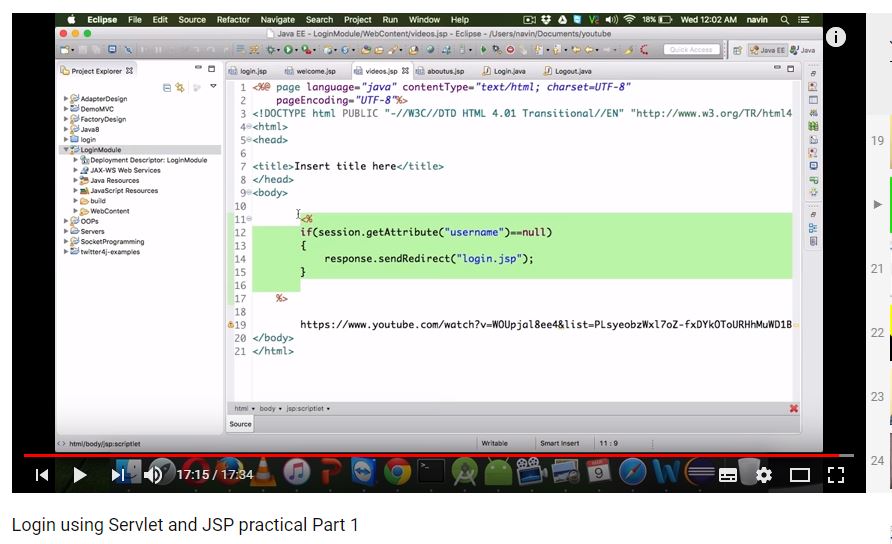 Eclipse File Edit Source Refactor Navigate Search Project Run Window Help 18% Wed 12:02 AM navin
Java EE - LoginModule/WebContent/videos.jsp - Eclipse - /Users/navin/Documents/youtube
Quick Access Java EE Java
Project Explorer
AdapterDesign
DemoMVC
FactoryDesign
Java8
login
LoginModule
Deployment Descriptor: LoginModule
JAX-WS Web Services
Java Resources
JavaScript Resources
build
WebContent
OOPs
Servers
SocketProgramming
twitter4j-examples
login.jsp welcome.jsp videos.jsp aboutus.jsp Login.java Logout.java
1 <%@ page language="java" contentType="text/html; charset=UTF-8"
2 pageEncoding="UTF-8"%>
3 <!DOCTYPE html PUBLIC "-//W3C//DTD HTML 4.01 Transitional//EN" "http://www.w3.org/TR/html4
4 <html>
5 <head>
6
7 <title>Insert title here</title>
8 </head>
9 <body>
10
11 <%
12 if(session.getAttribute("username")==null)
13 {
14 response.sendRedirect("login.jsp");
15 }
16
17 %>
18
19 https://www.youtube.com/watch?v=WOUpjal8ee4&list=PLsyeobzWxl7oZ-fxDYkOToURHhMuWD1B
20 </body>
21 </html>
html body jsp:scriptlet
Source
html/body/jsp:scriptlet Writable Smart Insert 11 : 9
17:15 / 17:34
19
21
22
23
24
Login using Servlet and JSP practical Part 1